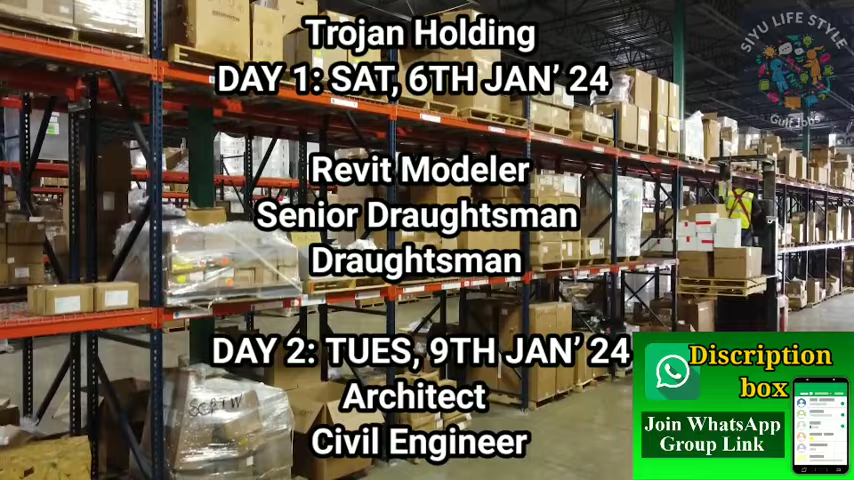 Trojan Holding
DAY 1: SAT, 6TH JAN’ 24
Revit Modeler
Senior Draughtsman
Draughtsman
DAY 2: TUES, 9TH JAN’ 24
Architect
Civil Engineer
SIYU LIFE STYLE
Gulf Jobs
Discription
box
Join WhatsApp
Group Link